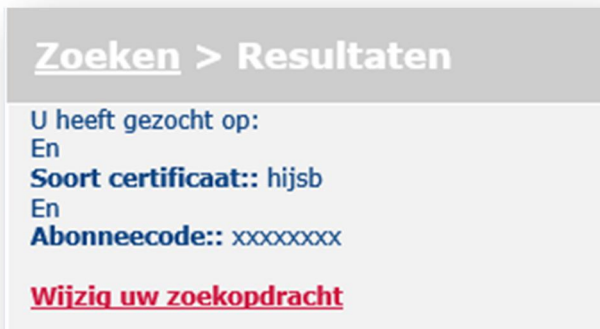 Zoeken > Resultaten
U heeft gezocht op:
En
Soort certificaat:: hijsb
En
Abonneecode:: xxxxxxxx
Wijzig uw zoekopdracht